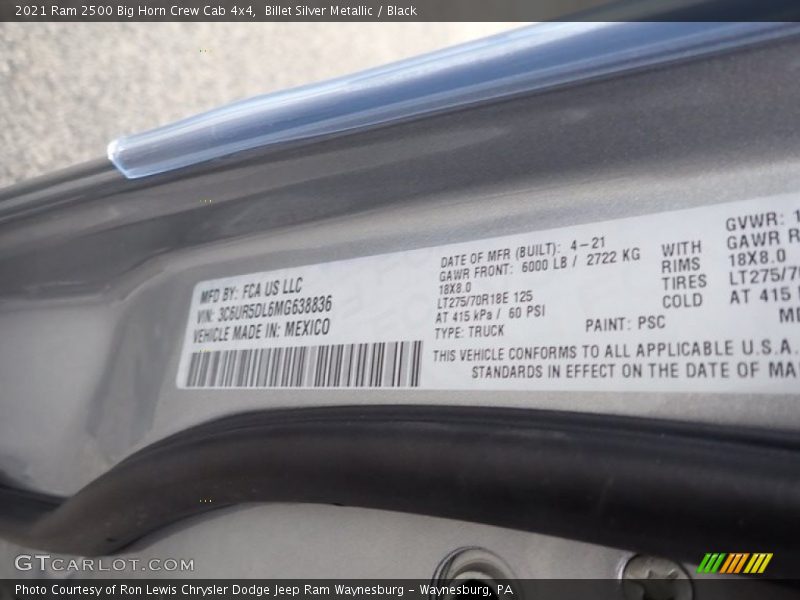 2021 Ram 2500 Big Horn Crew Cab 4x4,  Billet Silver Metallic / Black
MFD BY: FCA US LLC
VIN: 3C6UR5DL6MG638836
VEHICLE MADE IN: MEXICO
DATE OF MFR (BUILT): 4-21
GAWR FRONT: 6000 LB / 2722 KG
18X8.0
LT275/70R18E 125
AT 415 kPa / 60 PSI
TYPE: TRUCK
PAINT: PSC
WITH
RIMS
TIRES
COLD
GVWR:
GAWR R
18X8.0
LT275/70
AT 415
THIS VEHICLE CONFORMS TO ALL APPLICABLE U.S.A.
STANDARDS IN EFFECT ON THE DATE OF MA
GTCARLOT.COM
Photo Courtesy of Ron Lewis Chrysler Dodge Jeep Ram Waynesburg - Waynesburg, PA